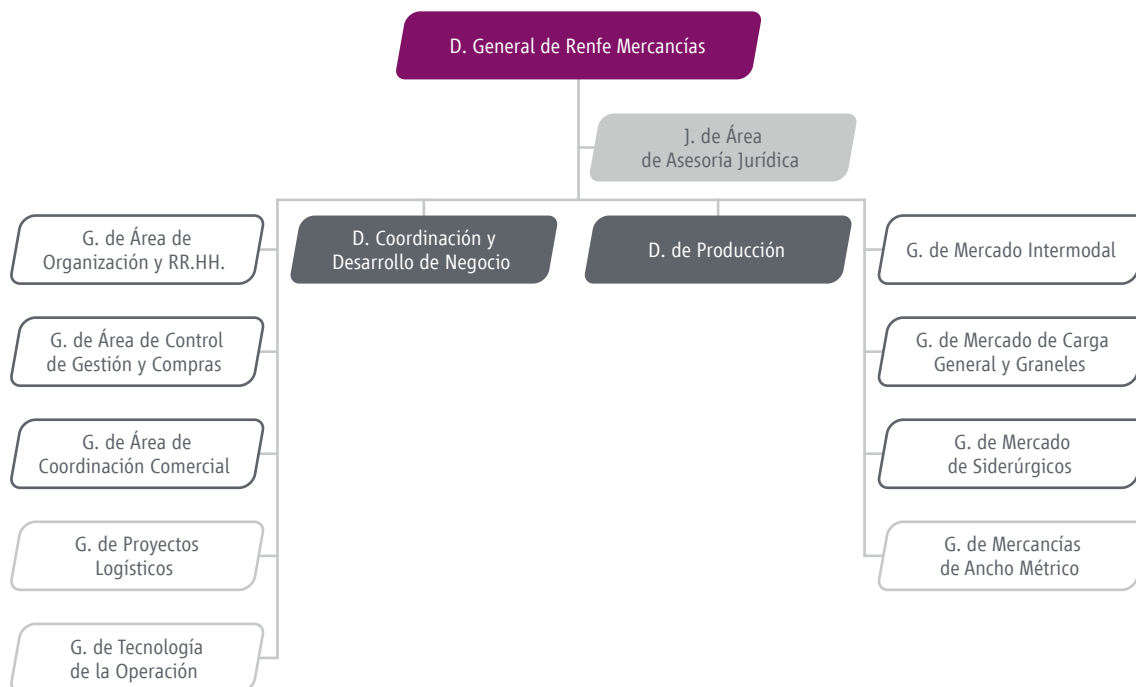 D. General de Renfe Mercancías
J. de Área
de Asesoría Jurídica
G. de Área de
Organización y RR.HH.
D. Coordinación y
Desarrollo de Negocio
D. de Producción
G. de Mercado Intermodal
G. de Área de Control
de Gestión y Compras
G. de Mercado de Carga
General y Graneles
G. de Área de
Coordinación Comercial
G. de Mercado
de Siderúrgicos
G. de Proyectos
Logísticos
G. de Mercancías
de Ancho Métrico
G. de Tecnología
de la Operación